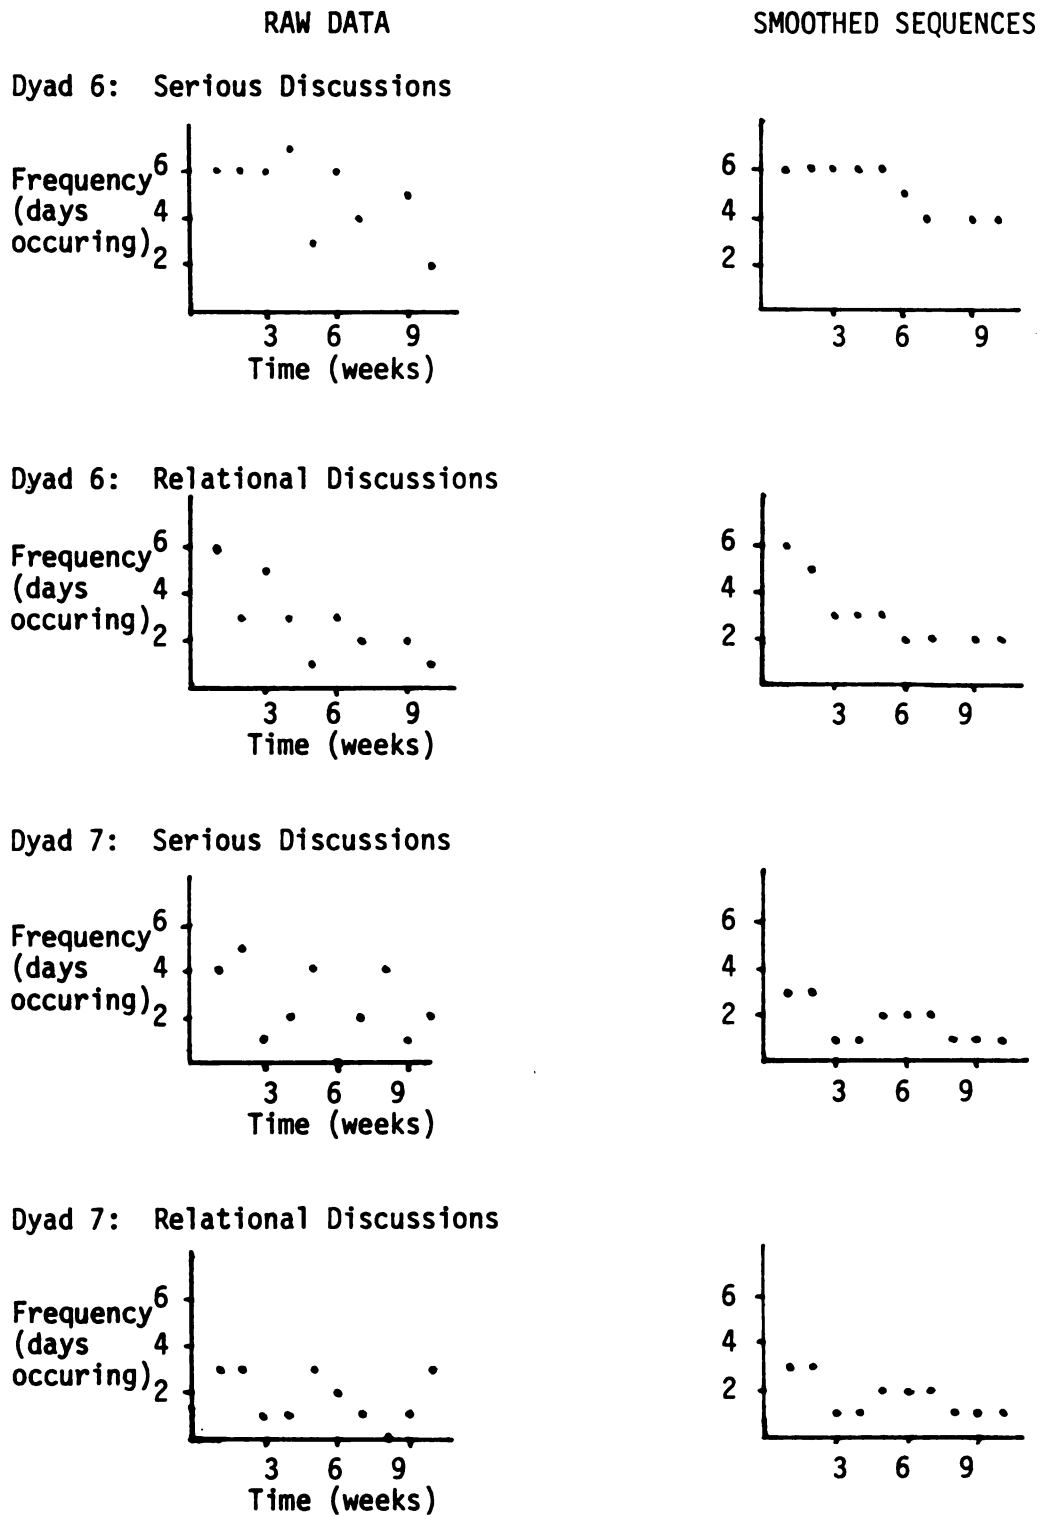 RAW DATA SMOOTHED SEQUENCES
Dyad 6: Serious Discussions
Frequency
(days
occuring)
6
4
2
3 6 9
Time (weeks)
6
4
2
3 6 9
Dyad 6: Relational Discussions
Frequency
(days
occuring)
6
4
2
3 6 9
Time (weeks)
6
4
2
3 6 9
Dyad 7: Serious Discussions
Frequency
(days
occuring)
6
4
2
3 6 9
Time (weeks)
6
4
2
3 6 9
Dyad 7: Relational Discussions
Frequency
(days
occuring)
6
4
2
3 6 9
Time (weeks)
6
4
2
3 6 9